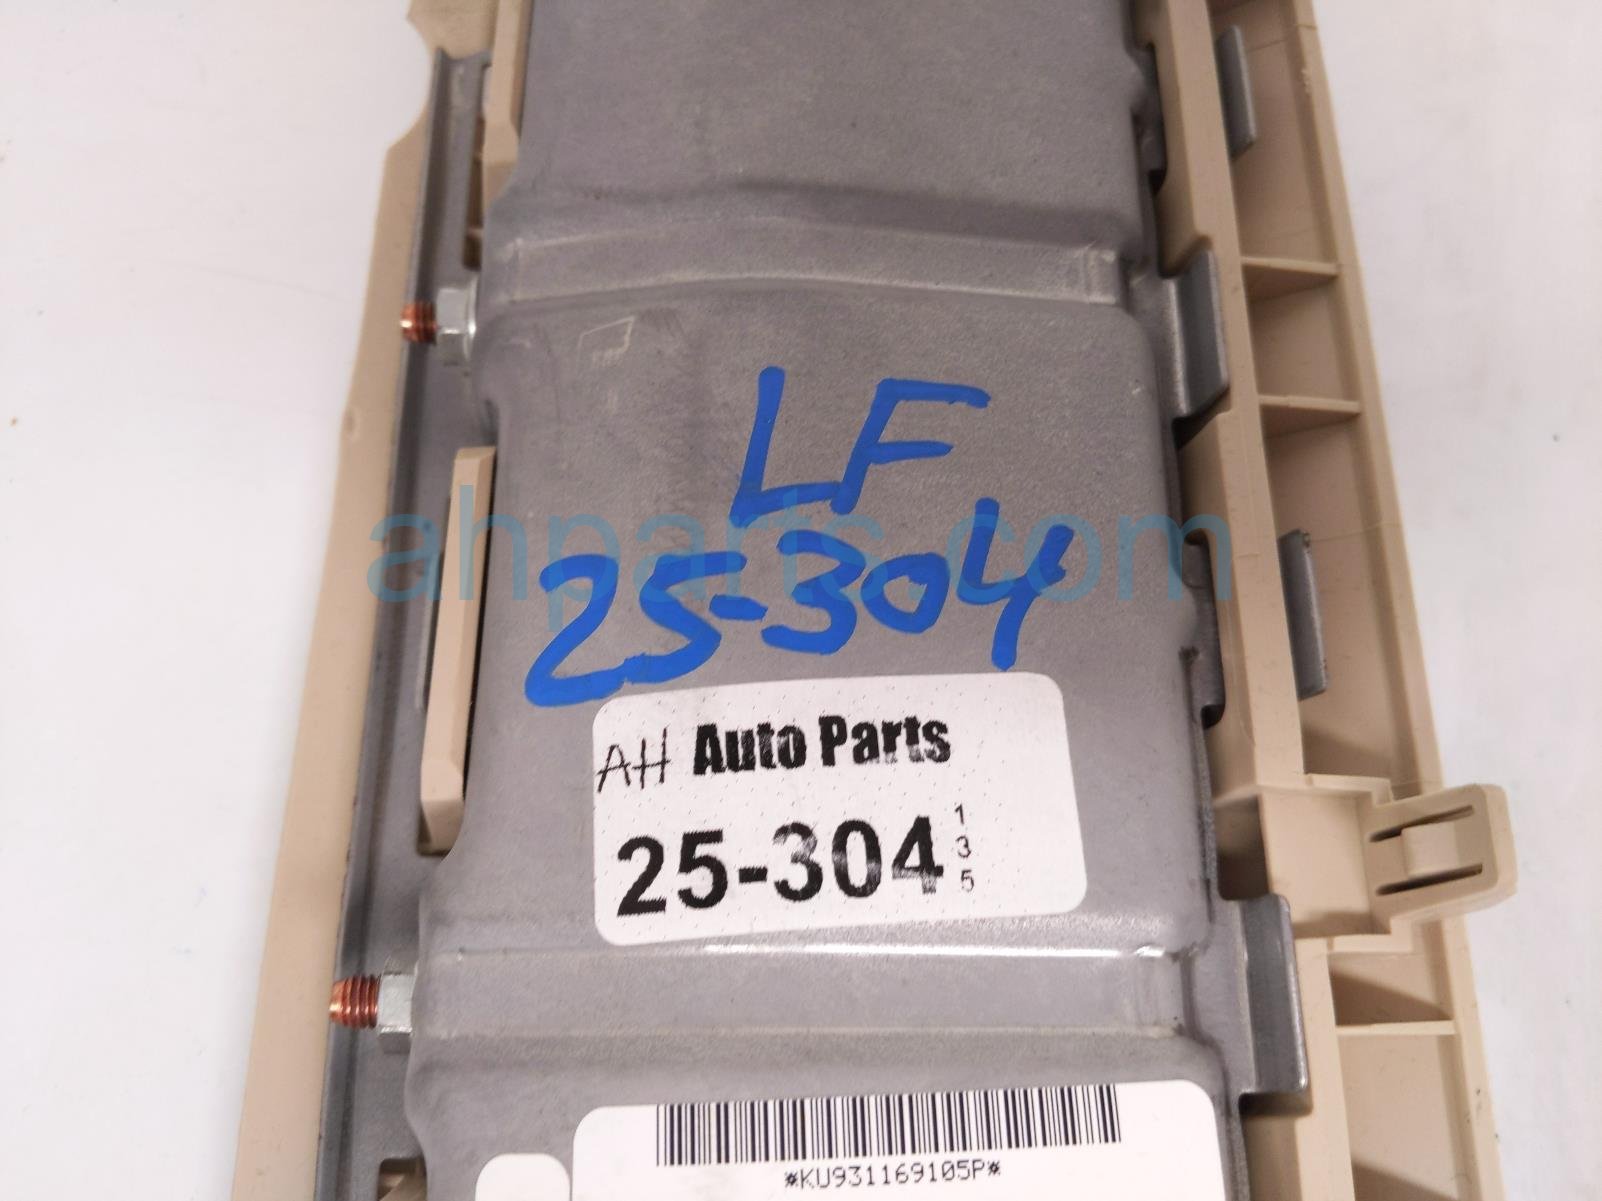 LF
25-304
ahparts.com
AH Auto Parts
25-304
1
3
5
*KU931169105P*